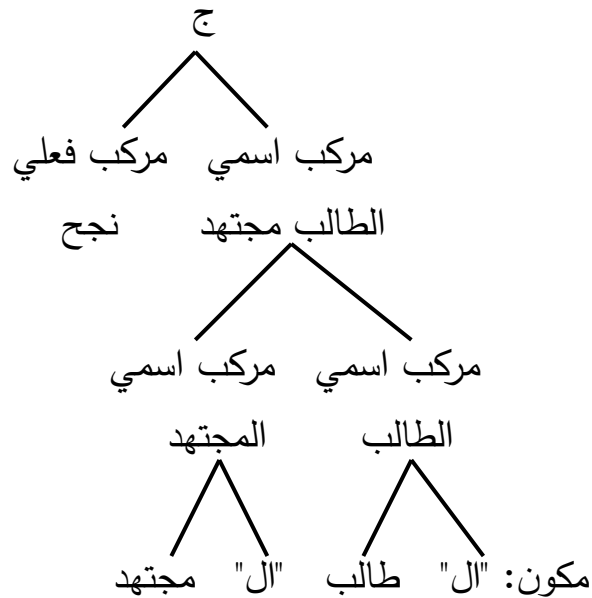 ج
مركب اسمي مركب فعلي
الطالب مجتهد نجح
مركب اسمي مركب اسمي
الطالب المجتهد
مكون: "ال" طالب "ال" مجتهد